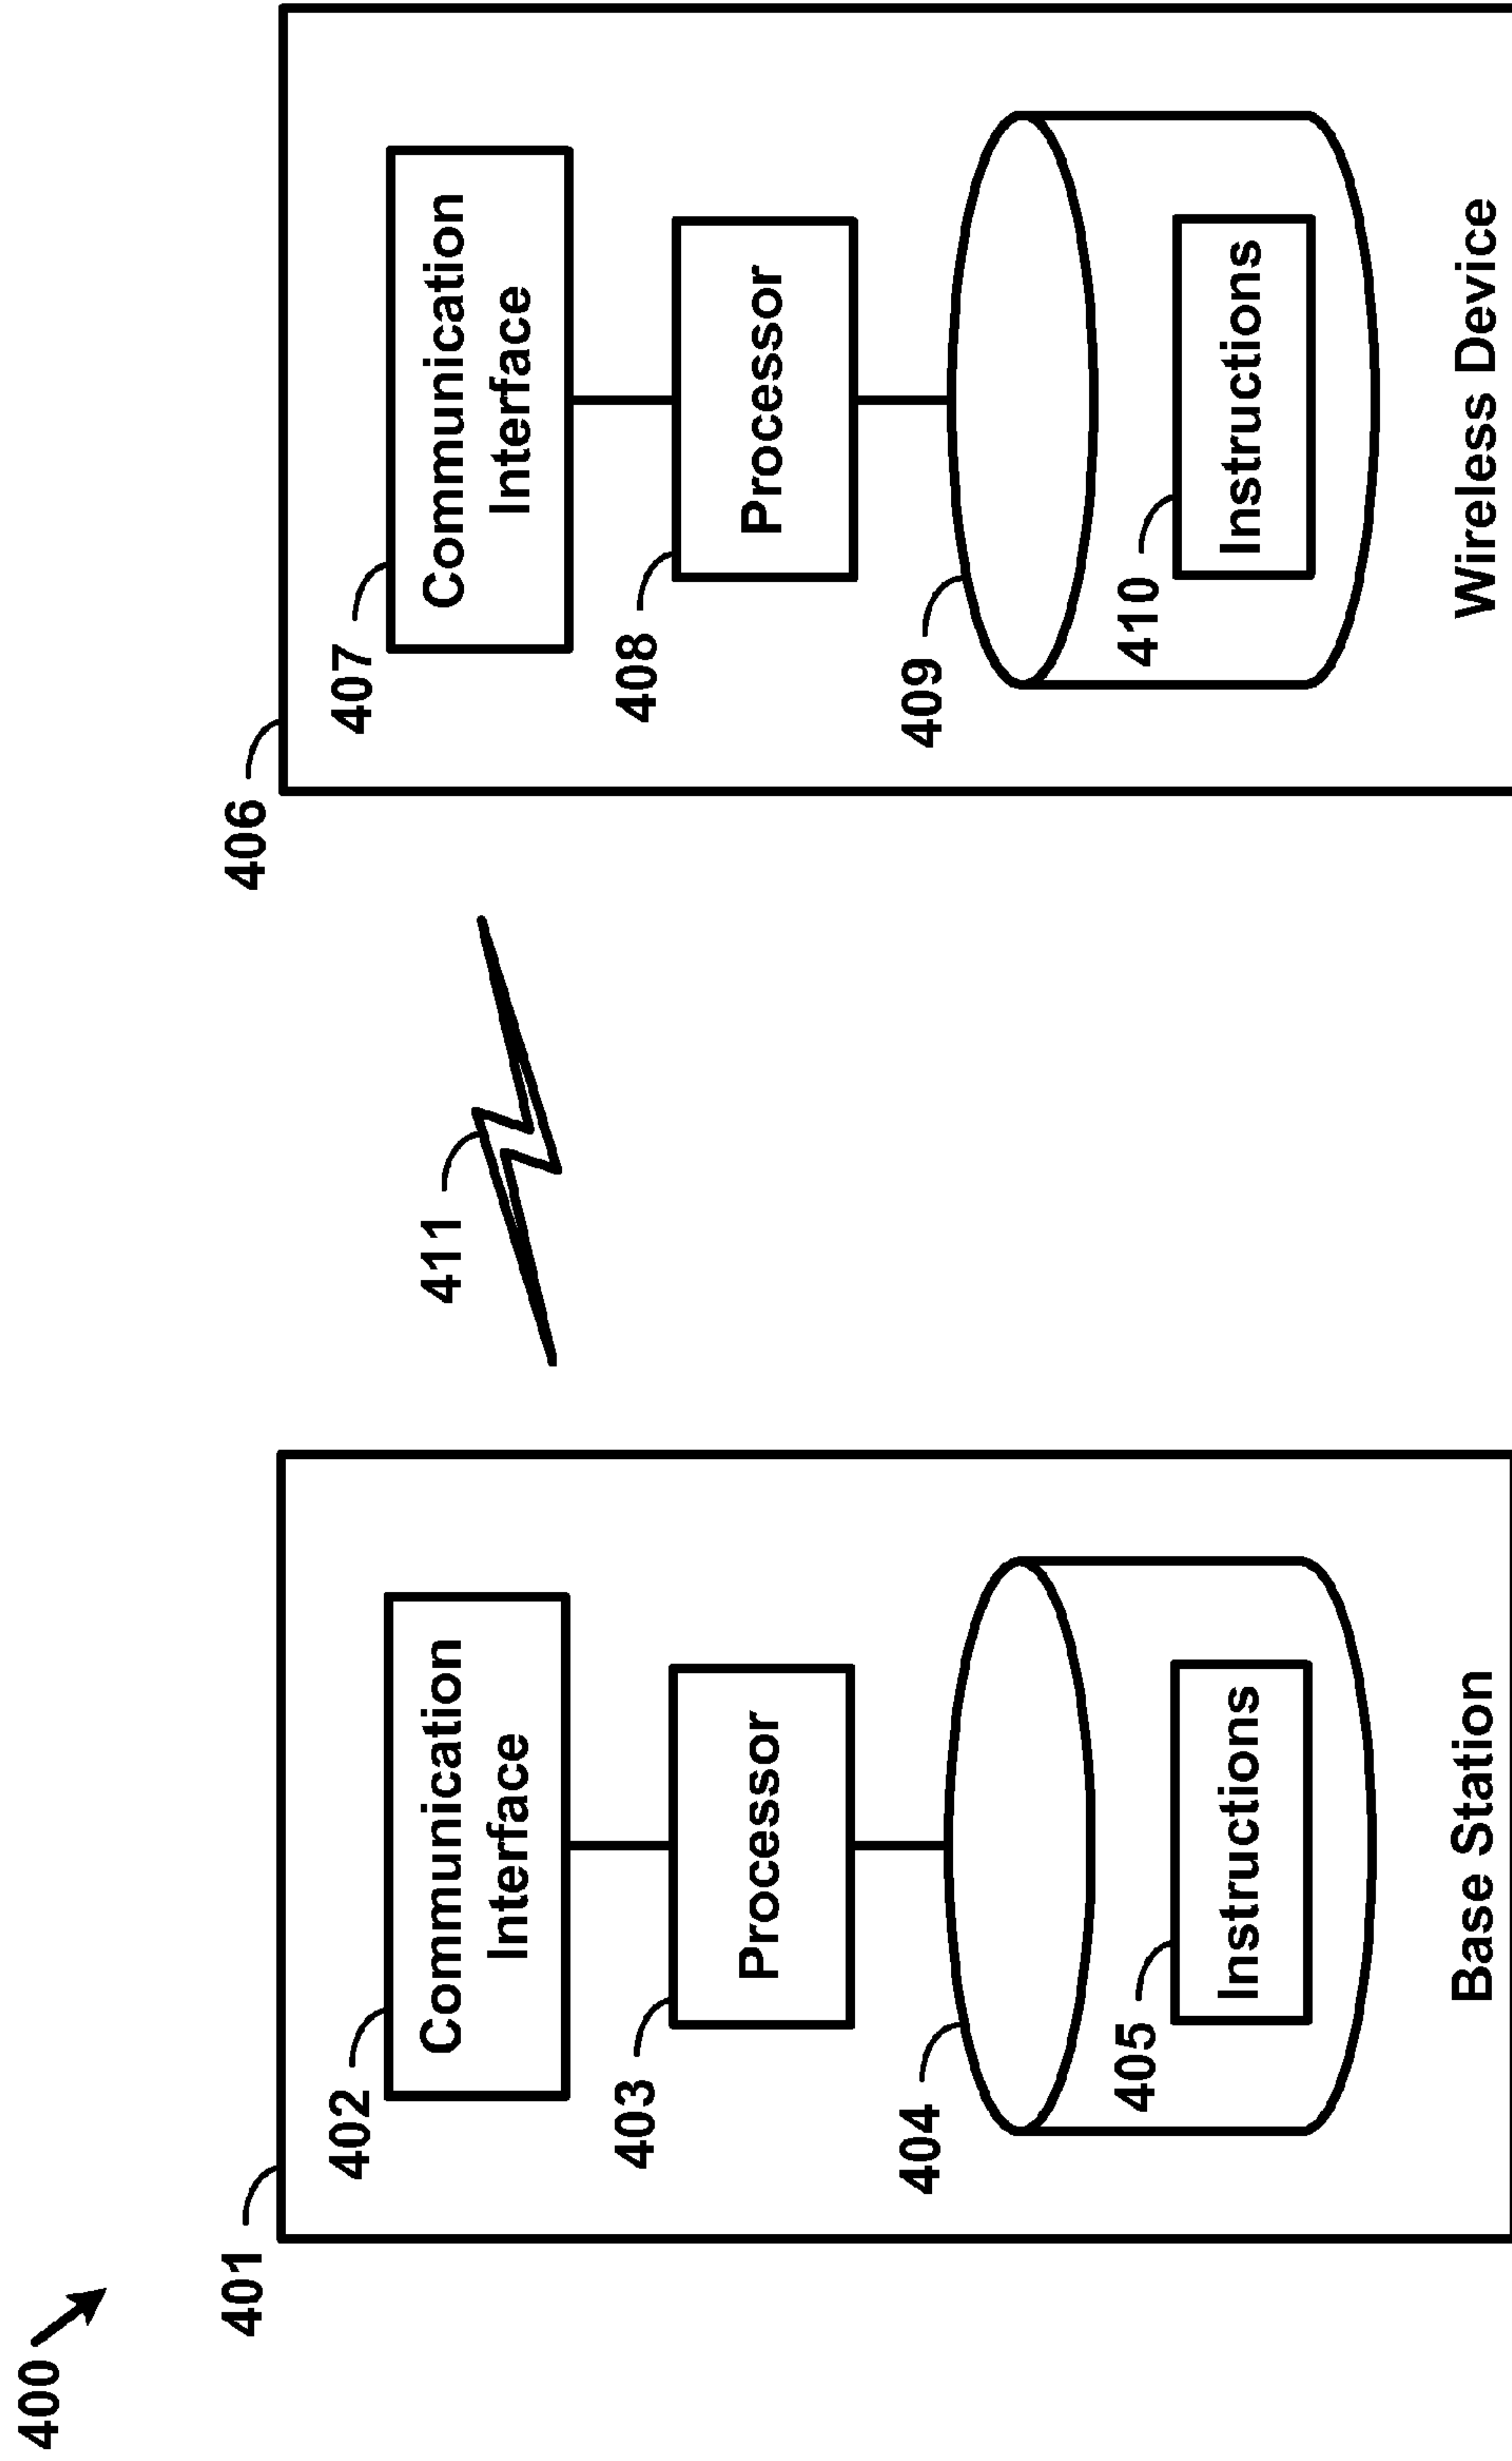 400
401
402
Communication
Interface
403
Processor
404
405
Instructions
Base Station
411
406
407
Communication
Interface
408
Processor
409
410
Instructions
Wireless Device